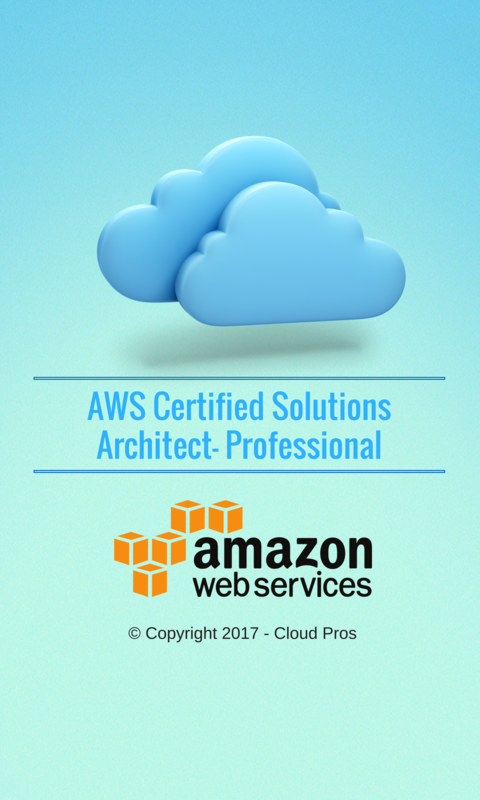 AWS Certified Solutions
Architect- Professional
amazon
web services
© Copyright 2017 - Cloud Pros